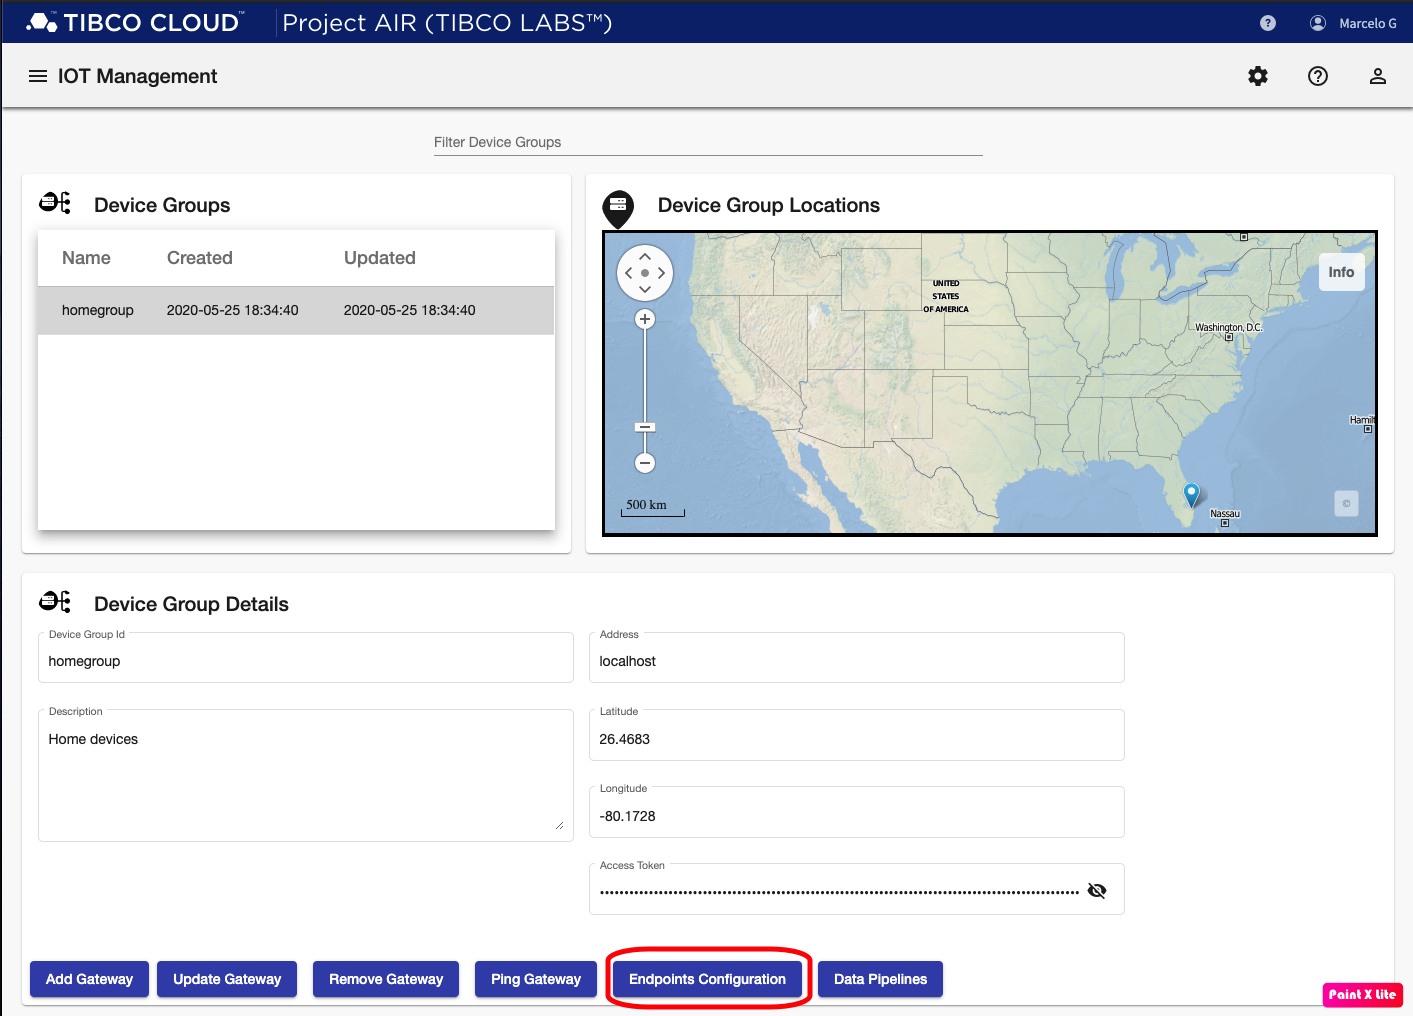 TIBCO CLOUD™ Project AIR (TIBCO LABS™)
Marcelo G
IOT Management
Filter Device Groups
Device Groups
Name Created Updated
homegroup 2020-05-25 18:34:40 2020-05-25 18:34:40
Device Group Locations
Info
UNITED
STATES
OF AMERICA
Washington, D.C.
Hamil
500 km
Nassau
©
Device Group Details
Device Group Id
homegroup
Address
localhost
Description
Home devices
Latitude
26.4683
Longitude
-80.1728
Access Token
Add Gateway Update Gateway Remove Gateway Ping Gateway Endpoints Configuration Data Pipelines
Paint X Lite